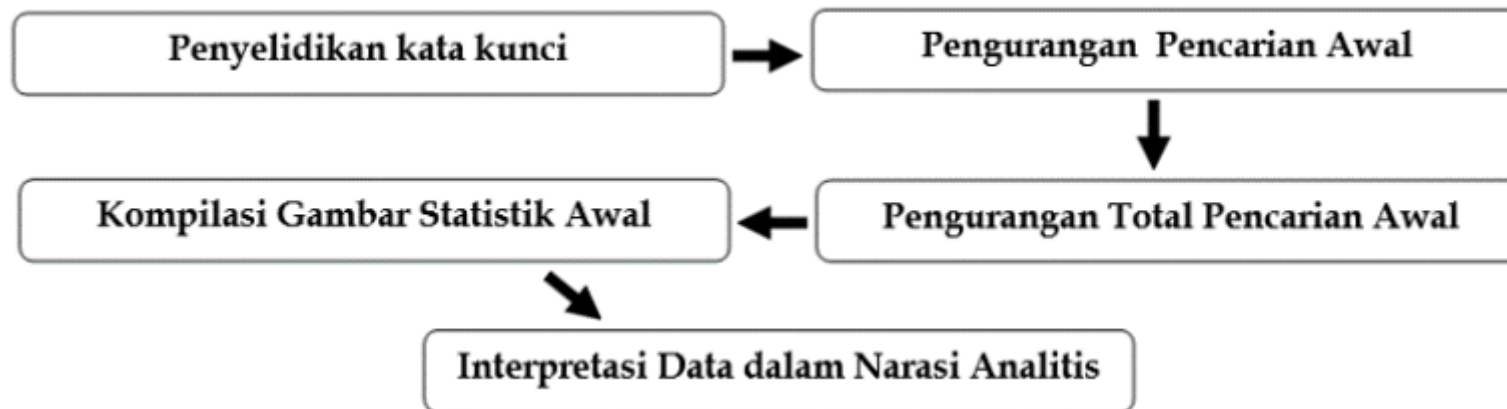 Penyelidikan kata kunci
Pengurangan Pencarian Awal
Pengurangan Total Pencarian Awal
Kompilasi Gambar Statistik Awal
Interpretasi Data dalam Narasi Analitis